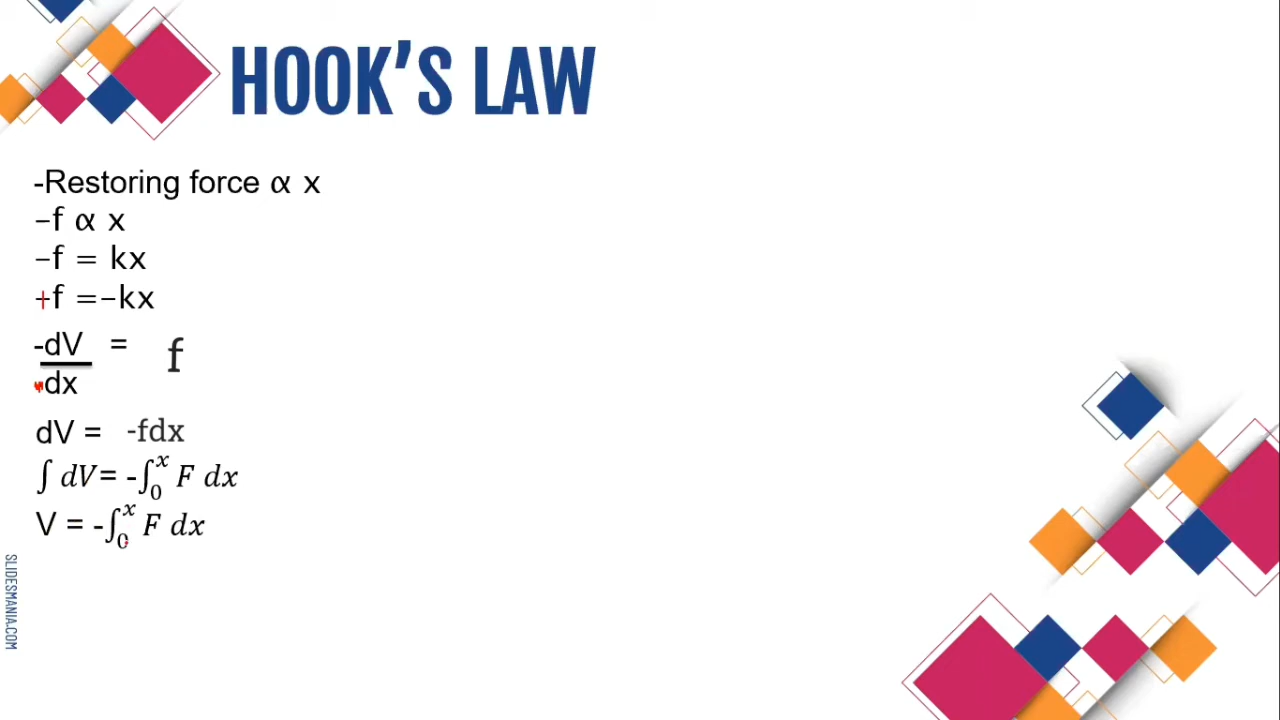 HOOK'S LAW
-Restoring force α x
−f α x
−f = kx
+f =−kx
-dV = f
dx
dV = -fdx
∫ dV= -∫₀ˣ F dx
V = -∫₀ˣ F dx
SLIDESMANIA.COM